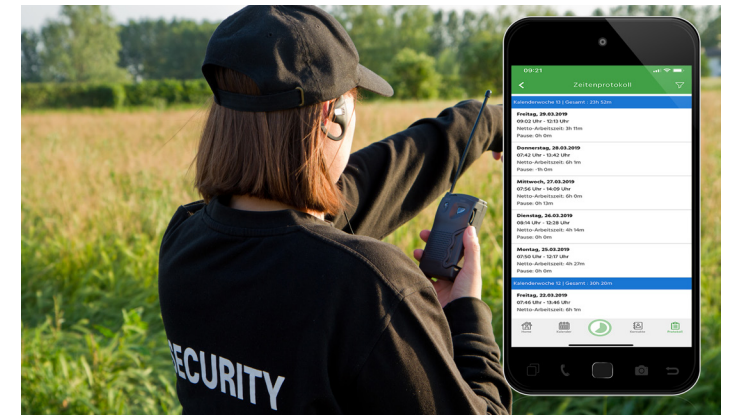 SECURITY
09:21
Zeitenprotokoll
Kalenderwoche 13 | Gesamt : 23h 52m
Freitag, 29.03.2019
09:02 Uhr - 12:13 Uhr
Netto-Arbeitszeit: 3h 11m
Pause: 0h 0m
Donnerstag, 28.03.2019
07:42 Uhr - 12:42 Uhr
Netto-Arbeitszeit: 6h 1m
Pause: -1h 0m
Mittwoch, 27.03.2019
07:56 Uhr - 14:09 Uhr
Netto-Arbeitszeit: 6h 0m
Pause: 0h 13m
Dienstag, 26.03.2019
08:14 Uhr - 12:28 Uhr
Netto-Arbeitszeit: 4h 14m
Pause: 0h 0m
Montag, 25.03.2019
07:50 Uhr - 12:17 Uhr
Netto-Arbeitszeit: 4h 27m
Pause: 0h 0m
Kalenderwoche 12 | Gesamt : 30h 20m
Freitag, 22.03.2019
07:46 Uhr - 13:46 Uhr
Netto-Arbeitszeit: 6h 1m
Home Kalender